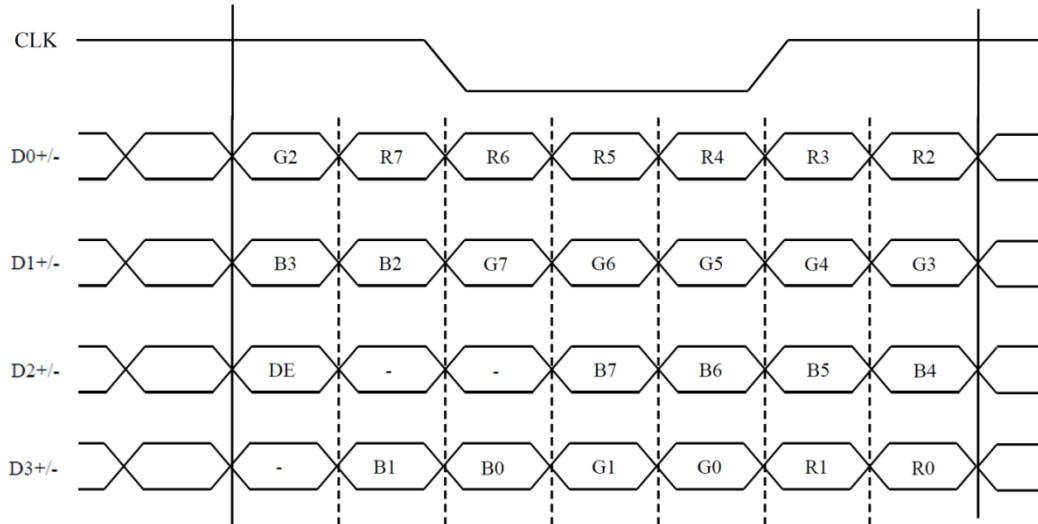 CLK
D0+/- G2 R7 R6 R5 R4 R3 R2
D1+/- B3 B2 G7 G6 G5 G4 G3
D2+/- DE - - B7 B6 B5 B4
D3+/- - B1 B0 G1 G0 R1 R0